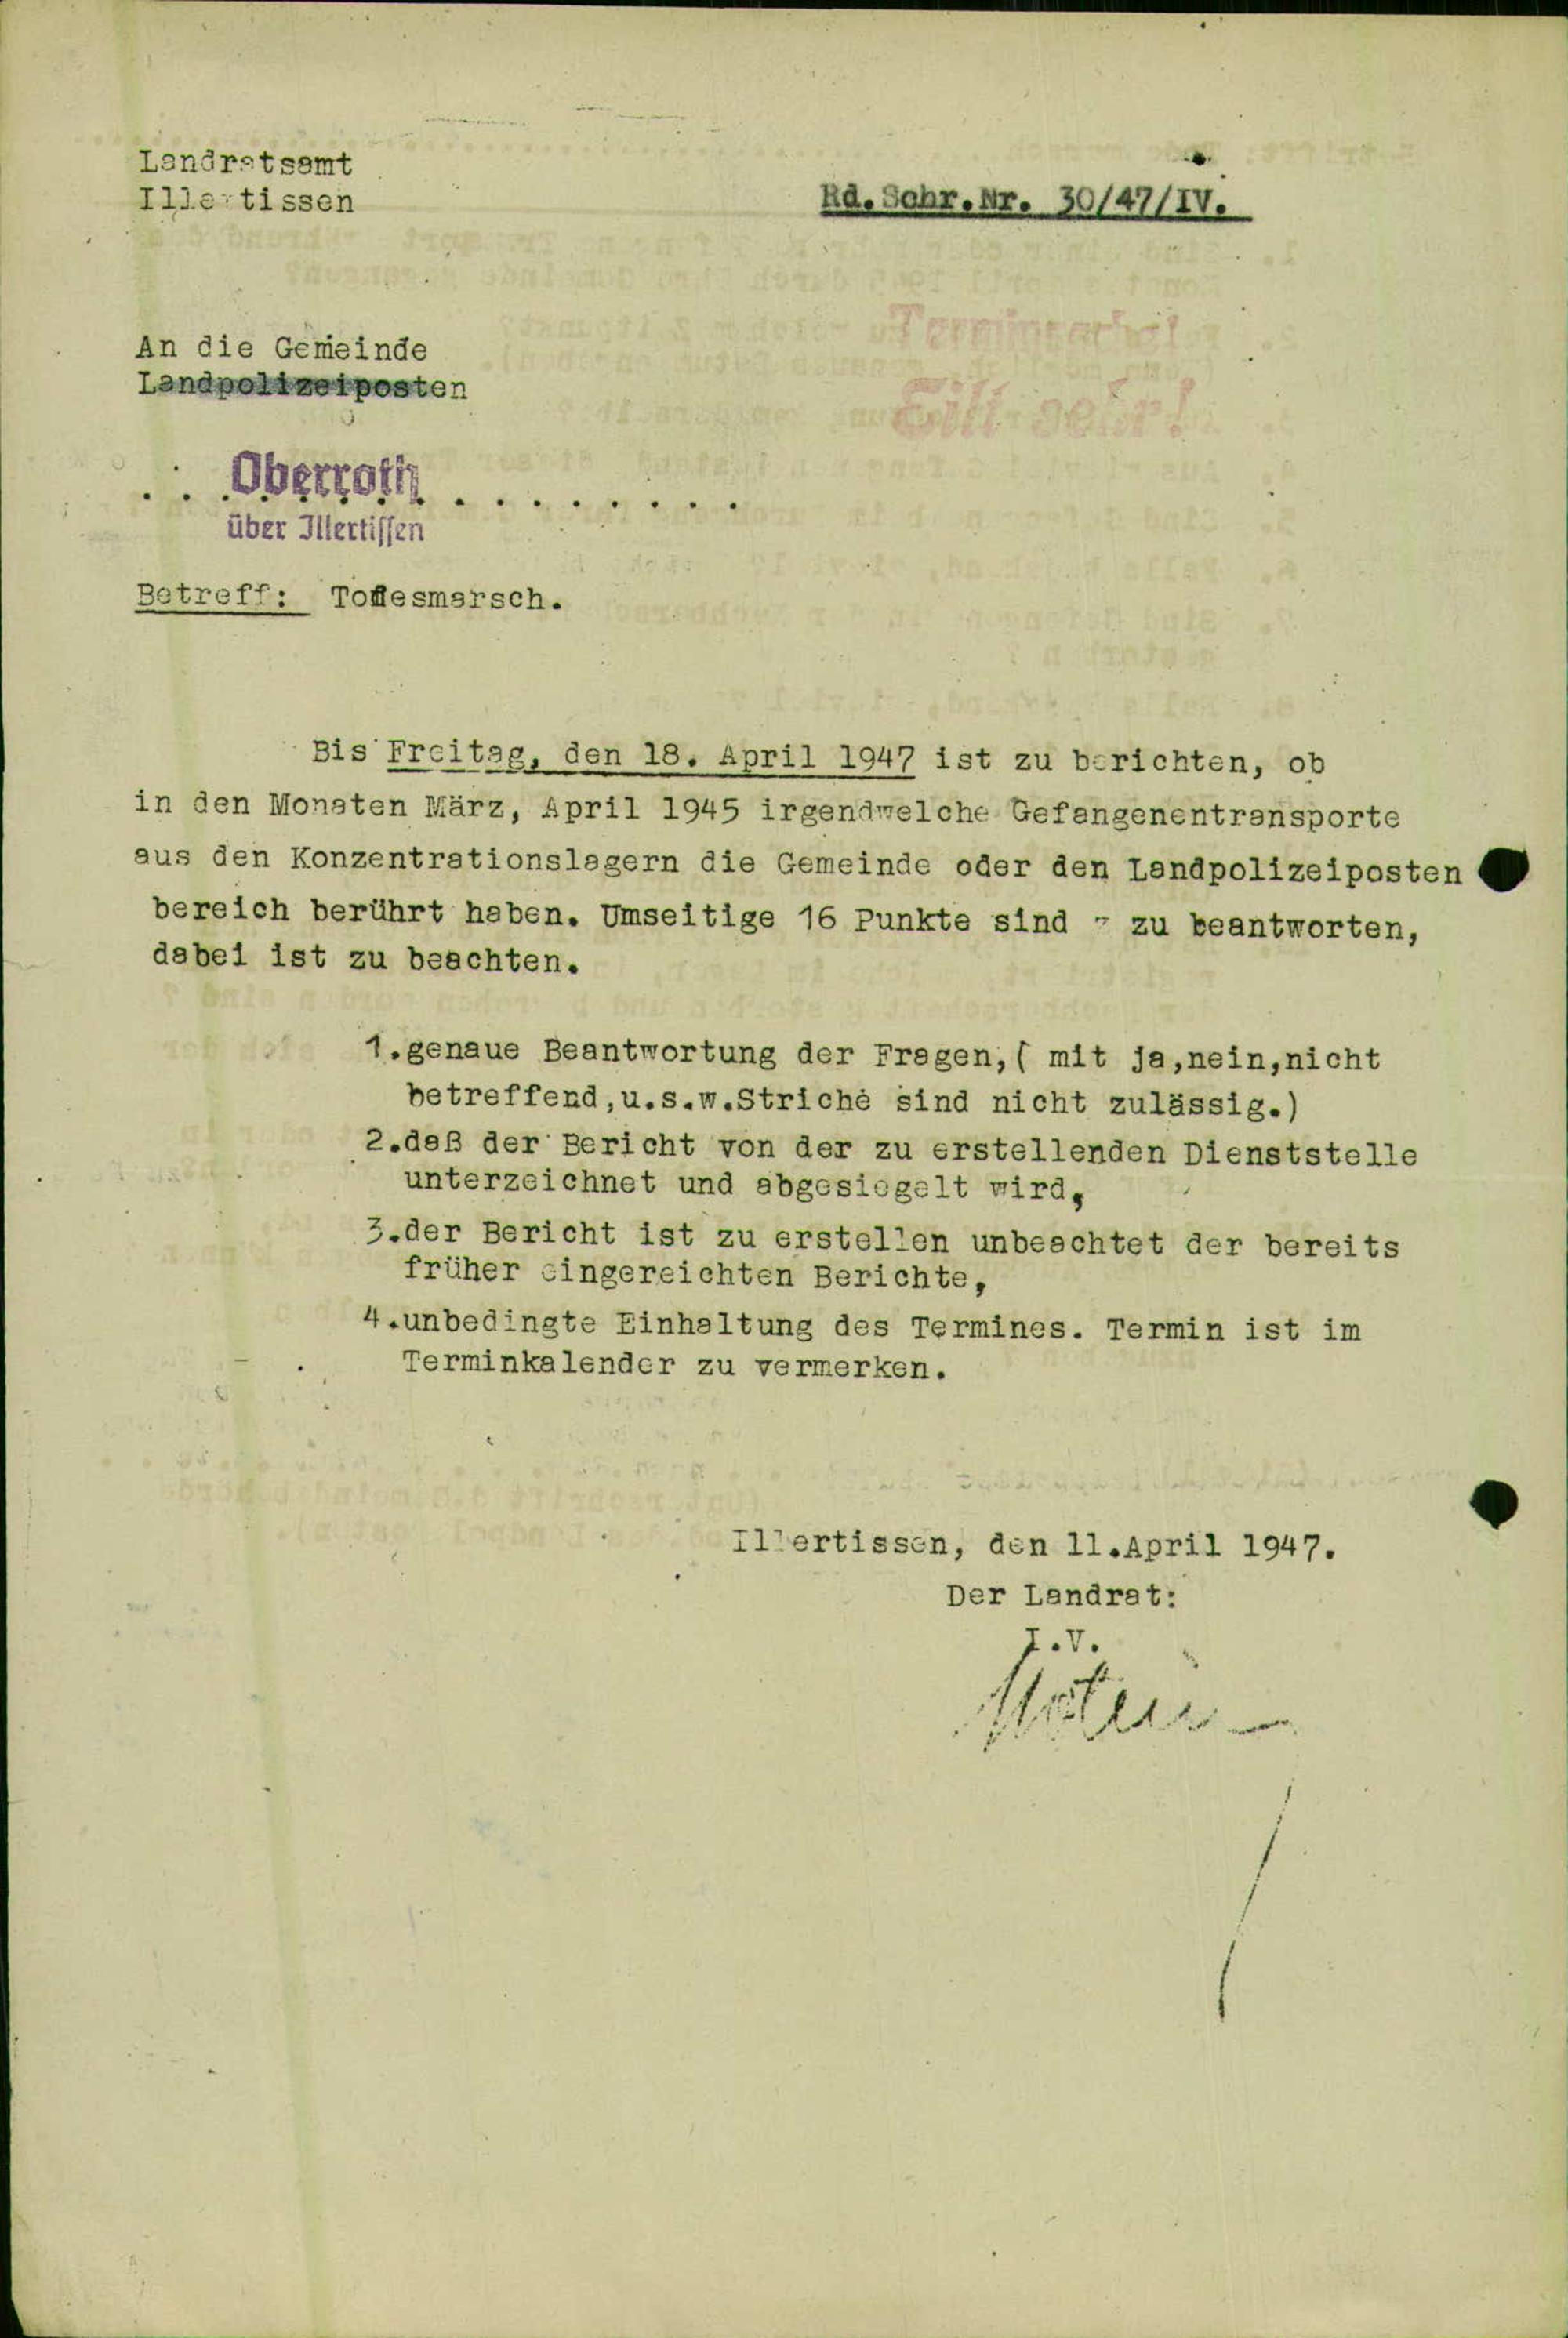 Landratsamt
Illertissen
Rd.Schr.Nr. 30/47/IV.
An die Gemeinde
Landpolizeiposten
Oberroth
über Illertissen
Betreff: Todesmarsch.
Terminsache!
Eilt sehr!
Bis Freitag, den 18. April 1947 ist zu berichten, ob
in den Monaten März, April 1945 irgendwelche Gefangenentransporte
aus den Konzentrationslagern die Gemeinde oder den Landpolizeiposten
bereich berührt haben. Umseitige 16 Punkte sind zu beantworten,
dabei ist zu beachten.
1.genaue Beantwortung der Fragen,( mit ja,nein,nicht
betreffend,u.s.w.Striche sind nicht zulässig.)
2.daß der Bericht von der zu erstellenden Dienststelle
unterzeichnet und abgesiegelt wird,
3.der Bericht ist zu erstellen unbeachtet der bereits
früher eingereichten Berichte,
4.unbedingte Einhaltung des Termines. Termin ist im
Terminkalender zu vermerken.
Illertissen, den 11.April 1947.
Der Landrat:
I.V.